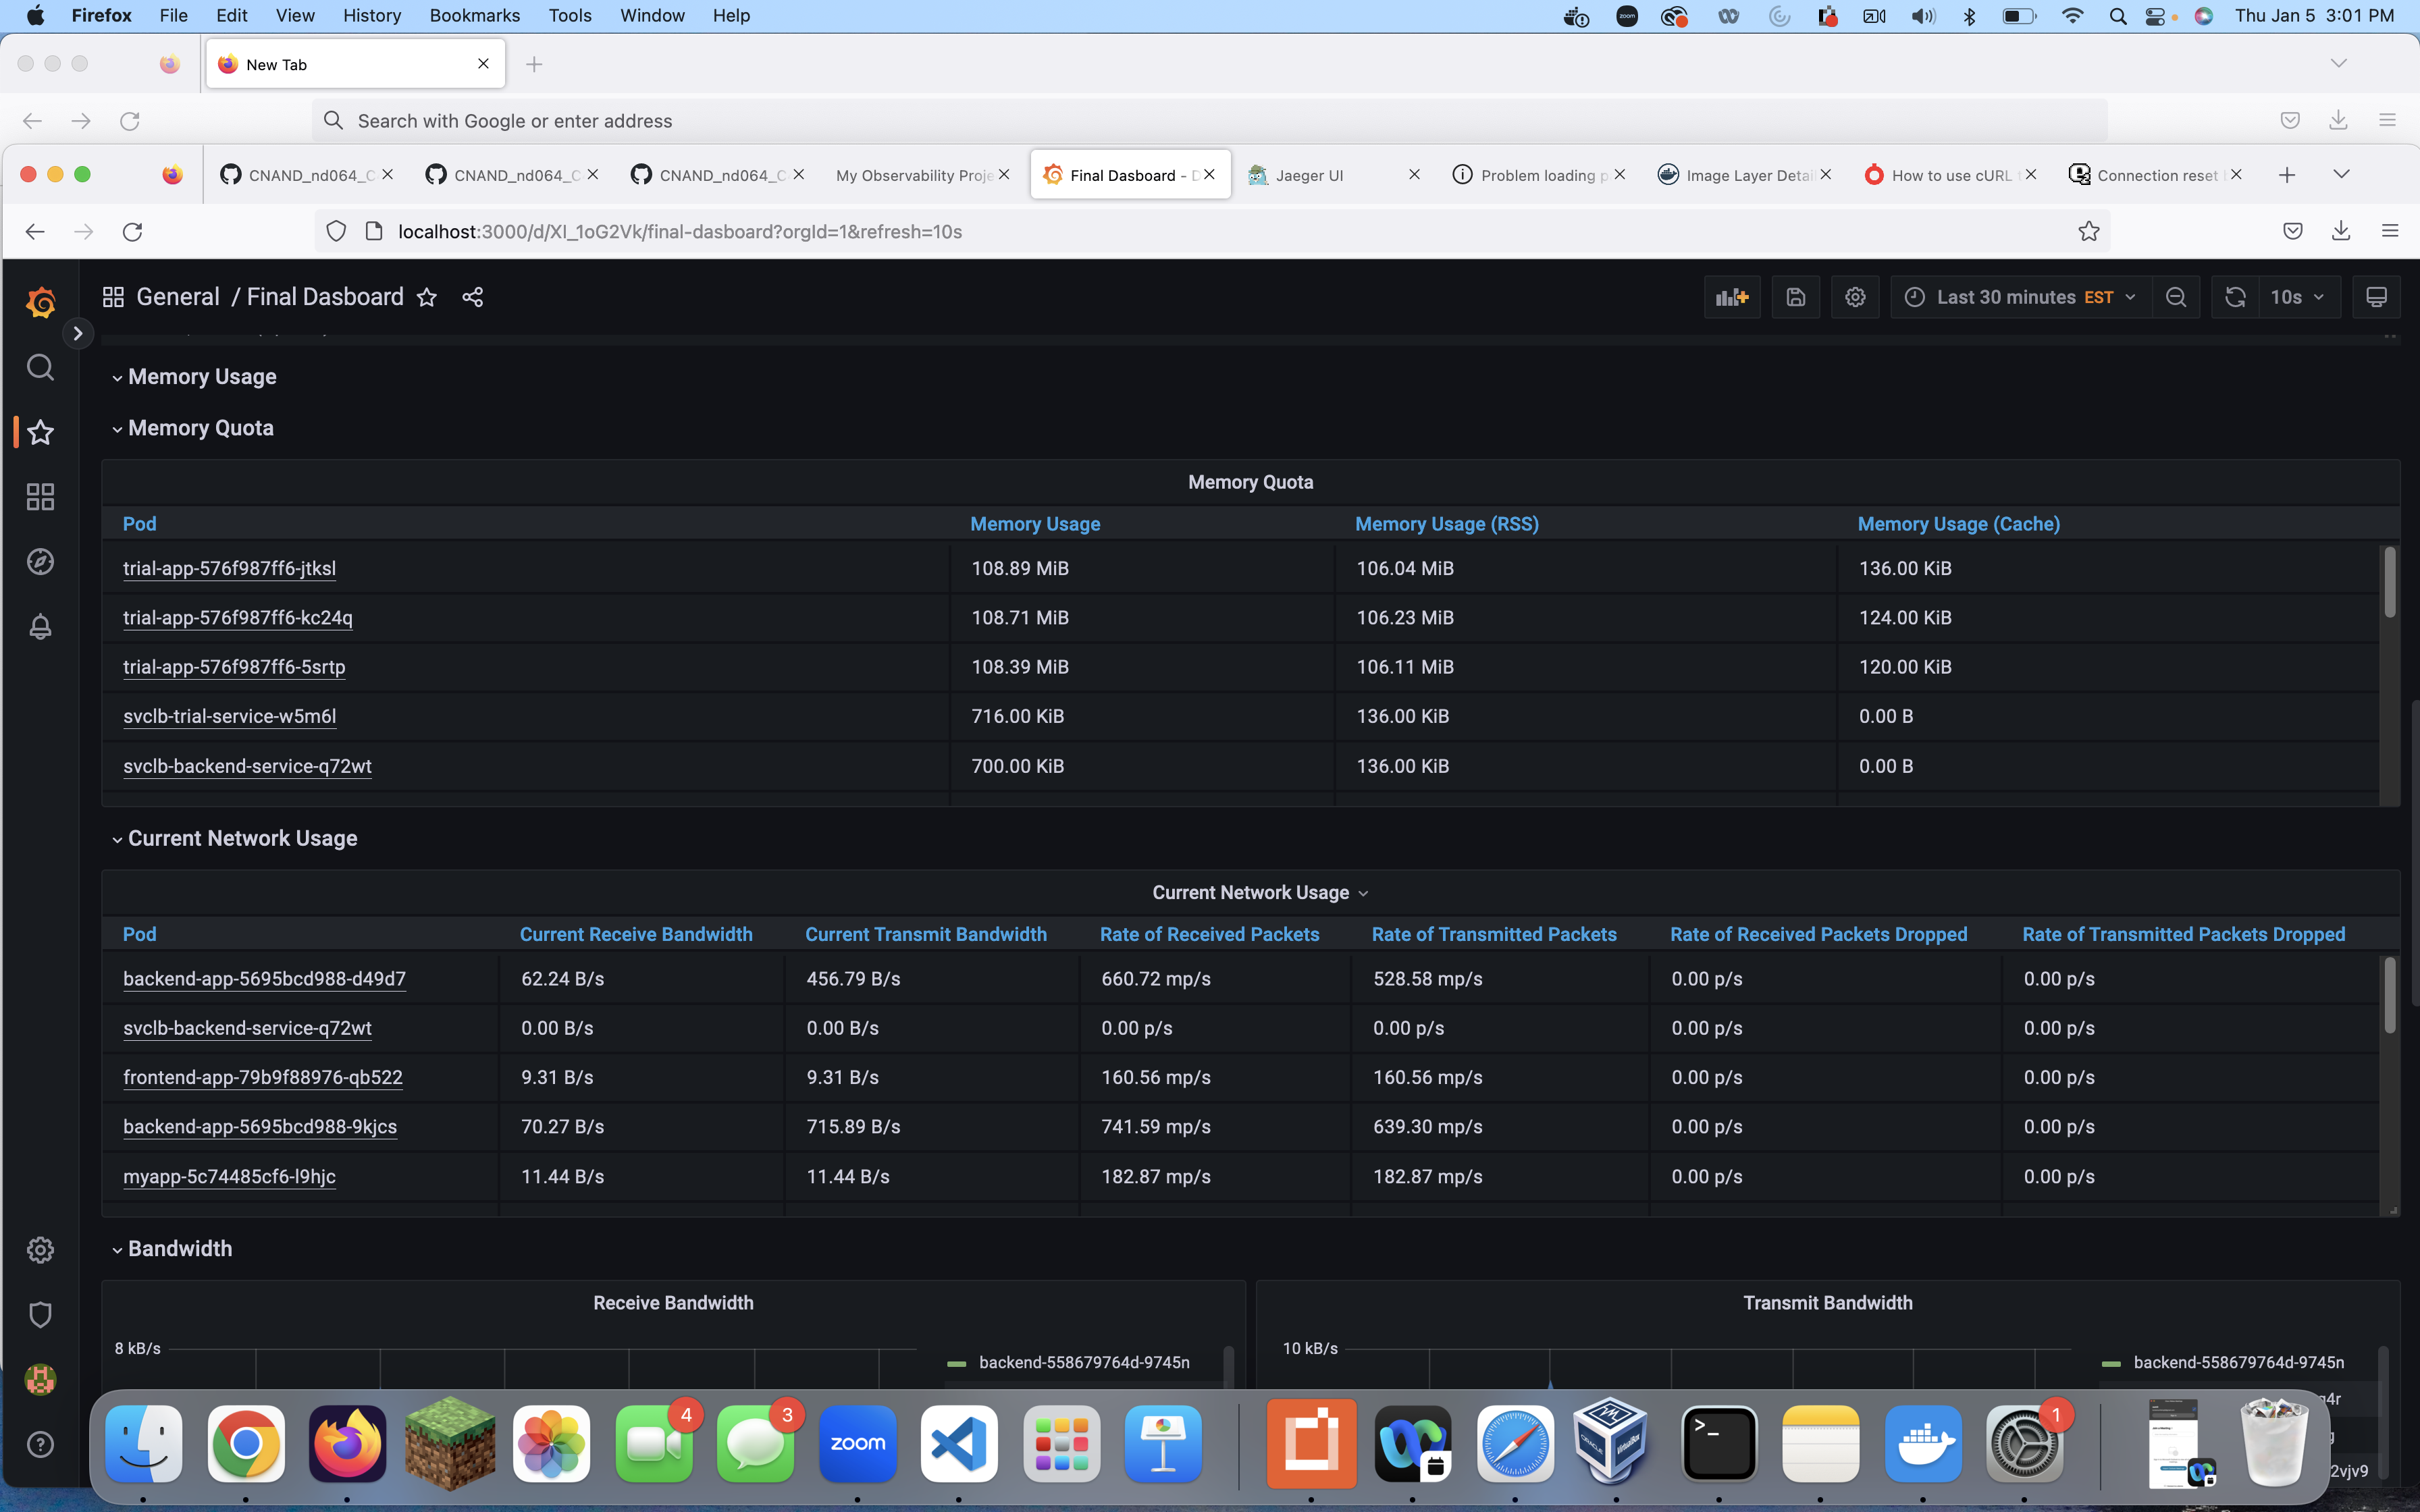 Firefox File Edit View History Bookmarks Tools Window Help zoom Thu Jan 5 3:01 PM
New Tab
Search with Google or enter address
CNAND_nd064_C CNAND_nd064_C CNAND_nd064_C My Observability Proje Final Dasboard - D Jaeger UI Problem loading p Image Layer Detail How to use cURL Connection reset
localhost:3000/d/XI_1oG2Vk/final-dasboard?orgId=1&refresh=10s
General / Final Dasboard Last 30 minutes EST 10s
Memory Usage
Memory Quota
Memory Quota
Pod Memory Usage Memory Usage (RSS) Memory Usage (Cache)
trial-app-576f987ff6-jtksl 108.89 MiB 106.04 MiB 136.00 KiB
trial-app-576f987ff6-kc24q 108.71 MiB 106.23 MiB 124.00 KiB
trial-app-576f987ff6-5srtp 108.39 MiB 106.11 MiB 120.00 KiB
svclb-trial-service-w5m6l 716.00 KiB 136.00 KiB 0.00 B
svclb-backend-service-q72wt 700.00 KiB 136.00 KiB 0.00 B
Current Network Usage
Current Network Usage
Pod Current Receive Bandwidth Current Transmit Bandwidth Rate of Received Packets Rate of Transmitted Packets Rate of Received Packets Dropped Rate of Transmitted Packets Dropped
backend-app-5695bcd988-d49d7 62.24 B/s 456.79 B/s 660.72 mp/s 528.58 mp/s 0.00 p/s 0.00 p/s
svclb-backend-service-q72wt 0.00 B/s 0.00 B/s 0.00 p/s 0.00 p/s 0.00 p/s 0.00 p/s
frontend-app-79b9f88976-qb522 9.31 B/s 9.31 B/s 160.56 mp/s 160.56 mp/s 0.00 p/s 0.00 p/s
backend-app-5695bcd988-9kjcs 70.27 B/s 715.89 B/s 741.59 mp/s 639.30 mp/s 0.00 p/s 0.00 p/s
myapp-5c74485cf6-l9hjc 11.44 B/s 11.44 B/s 182.87 mp/s 182.87 mp/s 0.00 p/s 0.00 p/s
Bandwidth
Receive Bandwidth Transmit Bandwidth
8 kB/s backend-558679764d-9745n 10 kB/s backend-558679764d-9745n
4 3 1
zoom
2vjv9